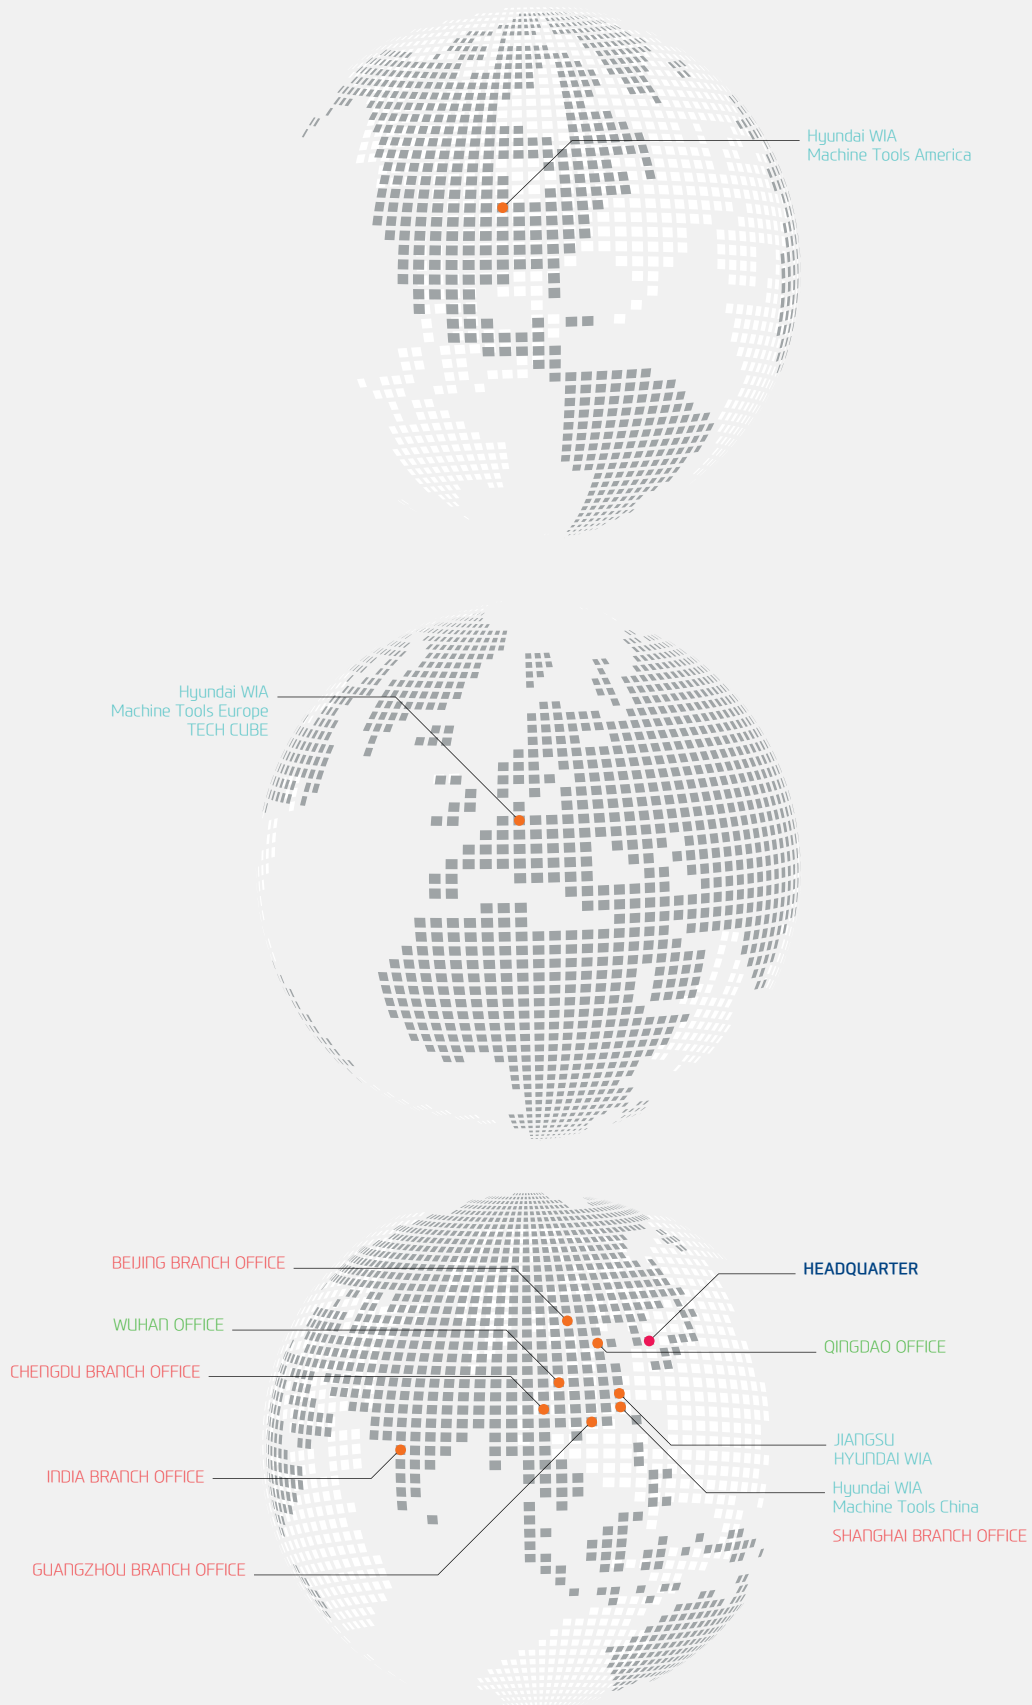 Hyundai WIA
Machine Tools America
Hyundai WIA
Machine Tools Europe
TECH CUBE
BEIJING BRANCH OFFICE
HEADQUARTER
WUHAN OFFICE
QINGDAO OFFICE
CHENGDU BRANCH OFFICE
JIANGSU
HYUNDAI WIA
INDIA BRANCH OFFICE
Hyundai WIA
Machine Tools China
SHANGHAI BRANCH OFFICE
GUANGZHOU BRANCH OFFICE